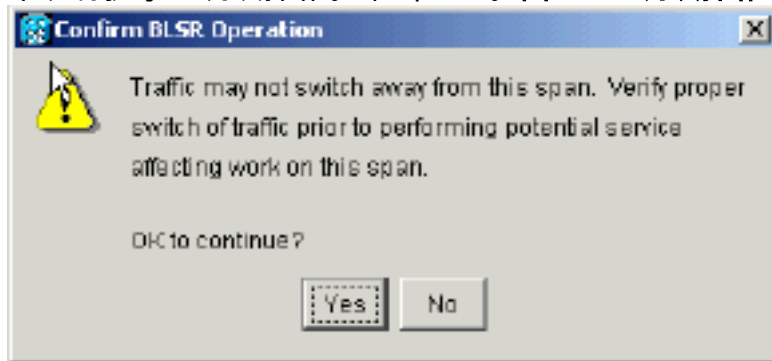 Confirm BLSR Operation
Traffic may not switch away from this span. Verify proper
switch of traffic prior to performing potential service
affecting work on this span.
OK to continue?
Yes
No